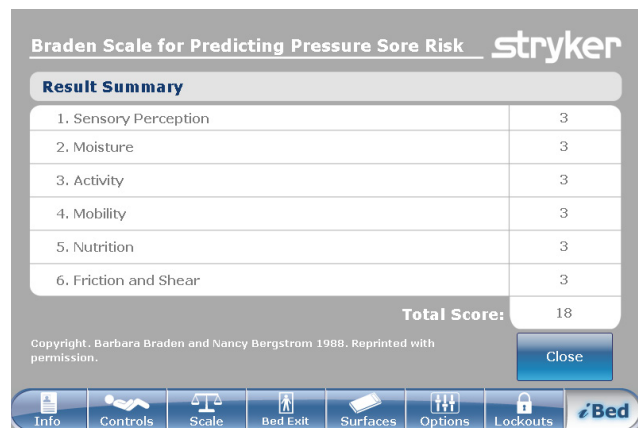 Braden Scale for Predicting Pressure Sore Risk
stryker
Result Summary
1. Sensory Perception 3
2. Moisture 3
3. Activity 3
4. Mobility 3
5. Nutrition 3
6. Friction and Shear 3
Total Score: 18
Copyright. Barbara Braden and Nancy Bergstrom 1988. Reprinted with
permission.
Close
Info Controls Scale Bed Exit Surfaces Options Lockouts iBed